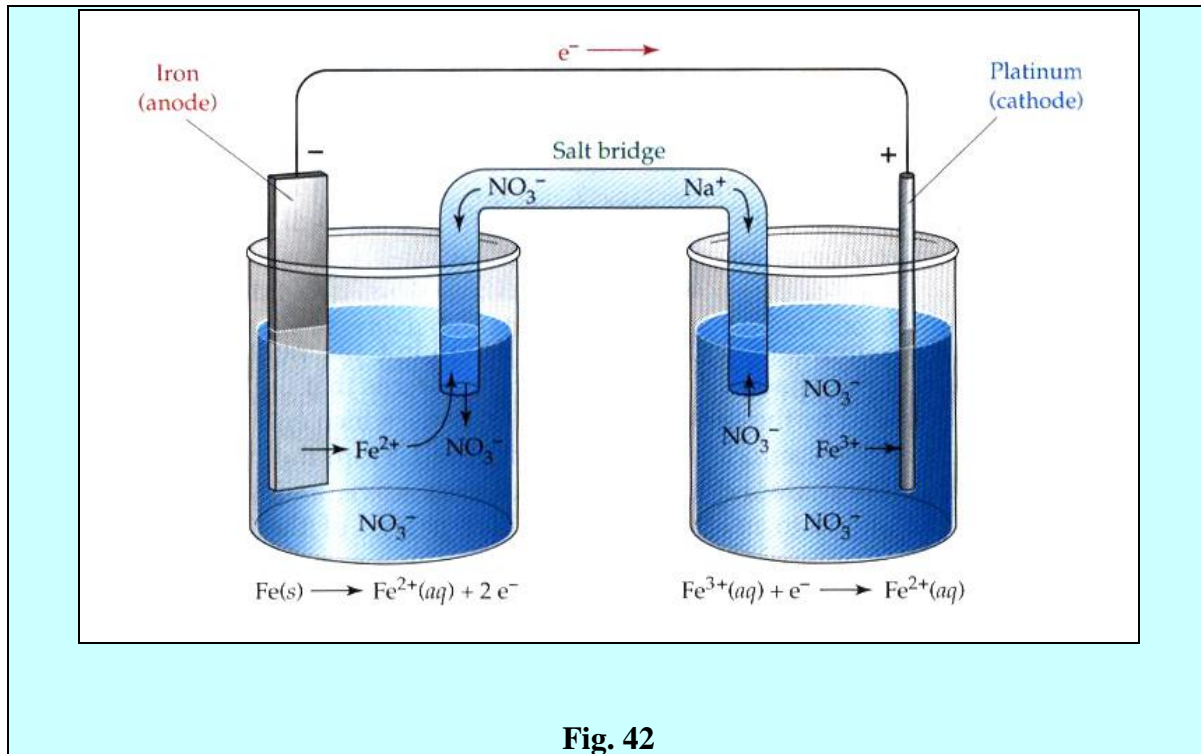 e⁻ ⟶
Iron
(anode)
Platinum
(cathode)
−
+
Salt bridge
NO₃⁻
Na⁺
Fe²⁺
NO₃⁻
NO₃⁻
NO₃⁻
NO₃⁻
Fe³⁺
NO₃⁻
Fe(s) ⟶ Fe²⁺(aq) + 2 e⁻
Fe³⁺(aq) + e⁻ ⟶ Fe²⁺(aq)
Fig. 42